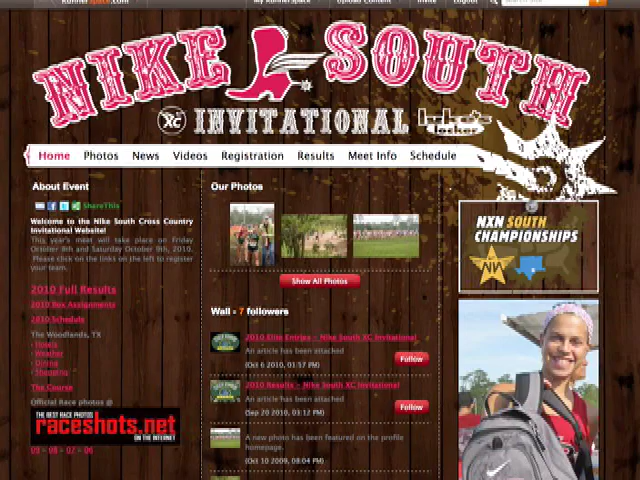 RunnerSpace.com
My RunnerSpace
Upload Content
Invite
Logout
NIKE SOUTH
XC INVITATIONAL
Home Photos News Videos Registration Results Meet Info Schedule
About Event
ShareThis
Welcome to the Nike South Cross Country
Invitational Website!
This year's meet will take place on Friday
October 8th and Saturday October 9th, 2010.
Please click on the links on the left to register
your team.
2010 Full Results
2010 Box Assignments
2010 Schedule
The Woodlands, TX
- Hotels
- Weather
- Dining
- Shopping
The Course
Official Race photos @
THE BEST RACE PHOTOS
raceshots.net
ON THE INTERNET
09 - 08 - 07 - 06
Our Photos
Show All Photos
Wall - 7 followers
2010 Elite Entries - Nike South XC Invitational
An article has been attached
(Oct 6 2010, 01:57 PM)
Follow
2010 Results - Nike South XC Invitational
An article has been attached
(Sep 20 2010, 03:12 PM)
Follow
A new photo has been featured on the profile
homepage.
(Oct 10 2009, 08:04 PM)
NXN SOUTH
CHAMPIONSHIPS